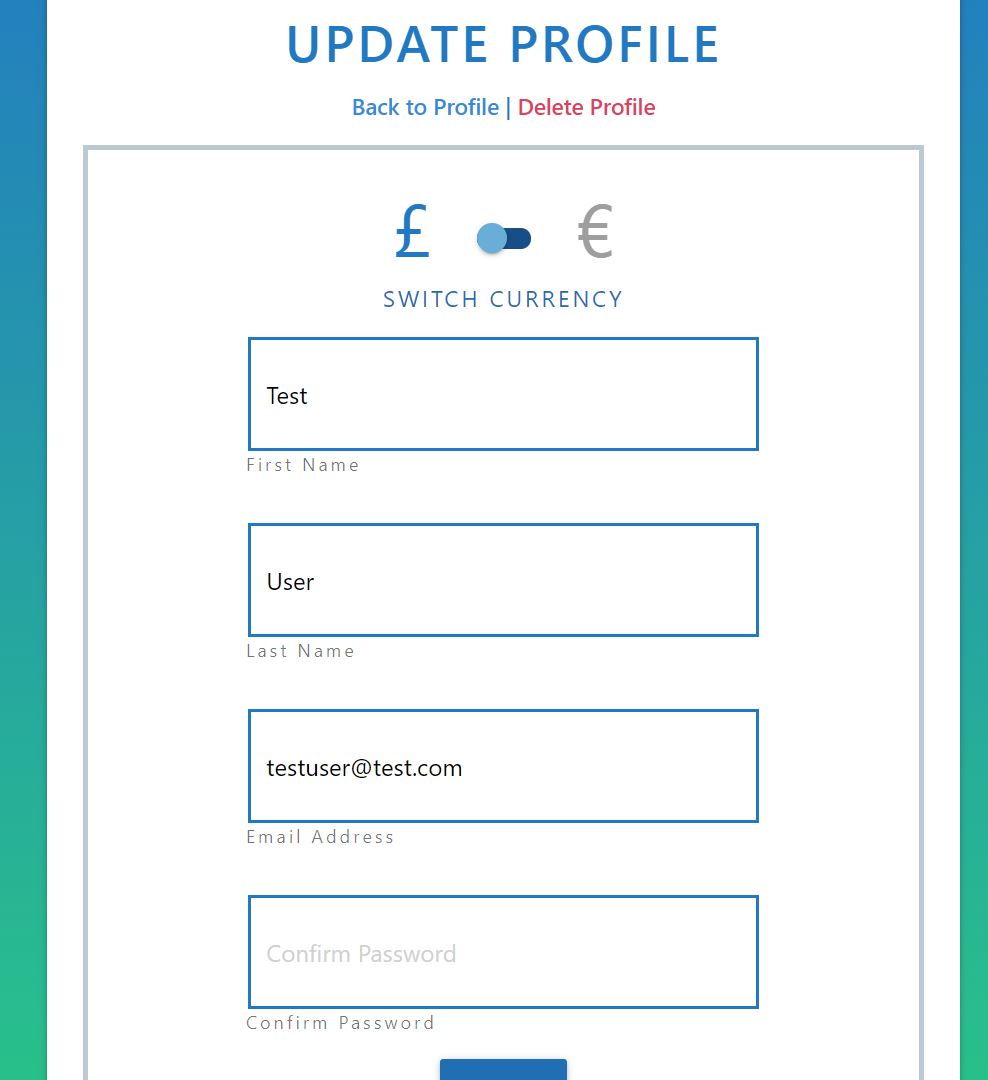 UPDATE PROFILE
Back to Profile | Delete Profile
£ €
SWITCH CURRENCY
Test
First Name
User
Last Name
testuser@test.com
Email Address
Confirm Password
Confirm Password